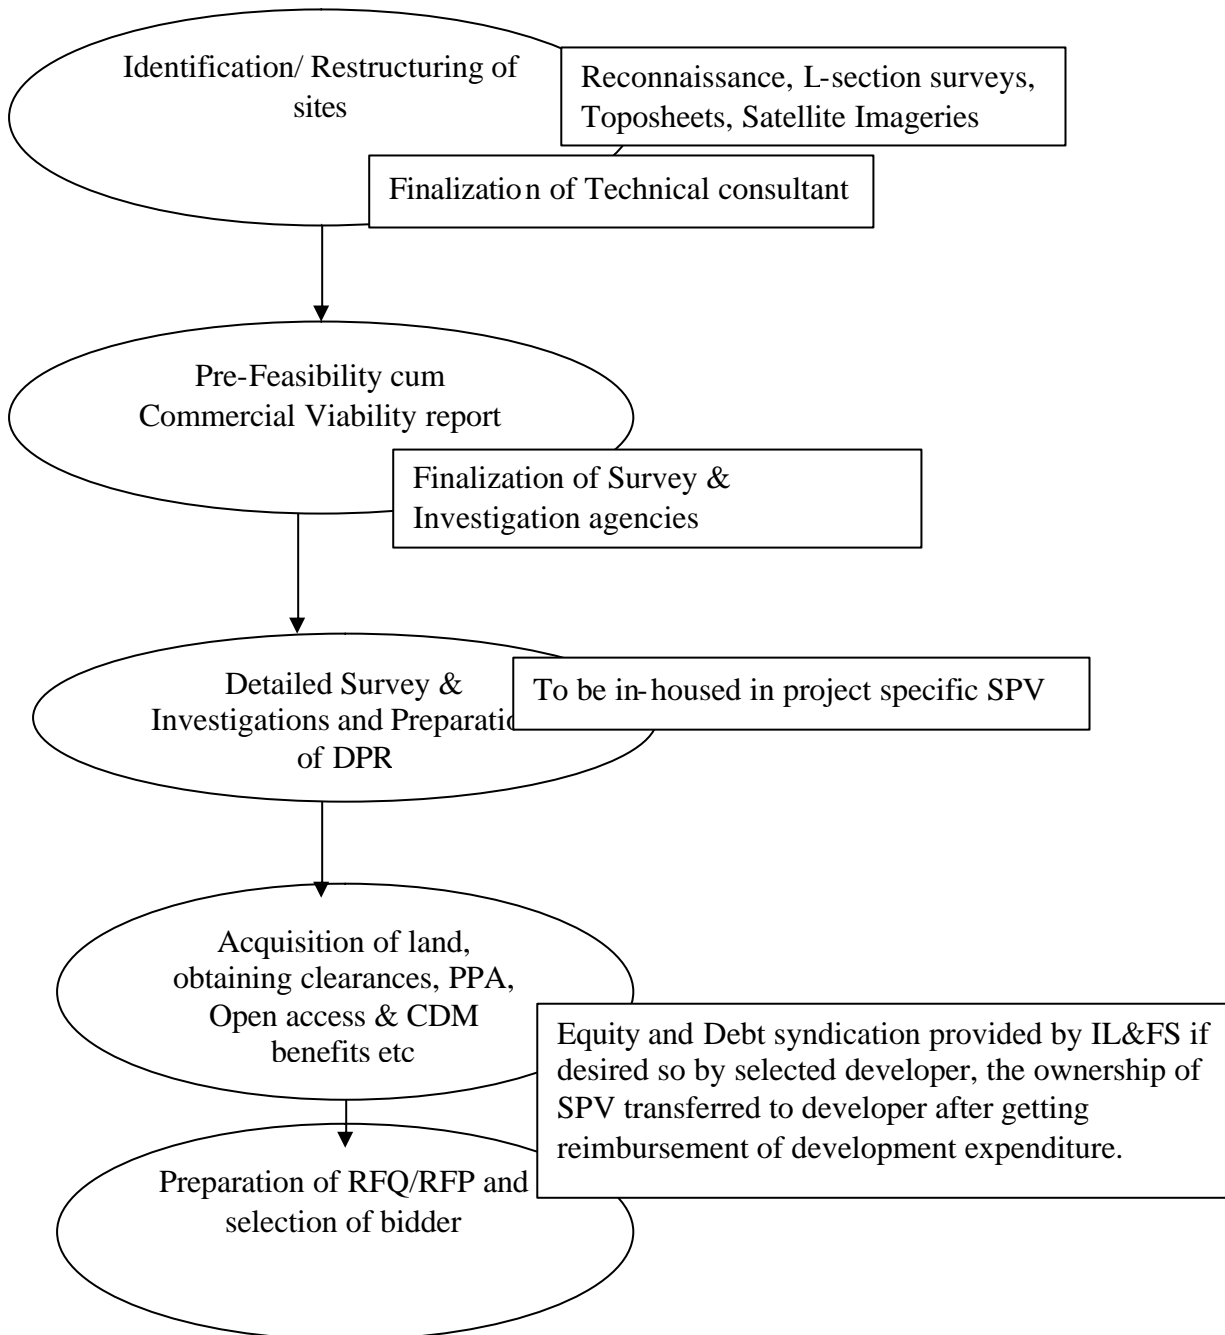 Identification/ Restructuring of
sites
Reconnaissance, L-section surveys,
Toposheets, Satellite Imageries
Finalization of Technical consultant
Pre-Feasibility cum
Commercial Viability report
Finalization of Survey &
Investigation agencies
Detailed Survey &
Investigations and Preparatio
of DPR
To be in-housed in project specific SPV
Acquisition of land,
obtaining clearances, PPA,
Open access & CDM
benefits etc
Equity and Debt syndication provided by IL&FS if
desired so by selected developer, the ownership of
SPV transferred to developer after getting
reimbursement of development expenditure.
Preparation of RFQ/RFP and
selection of bidder